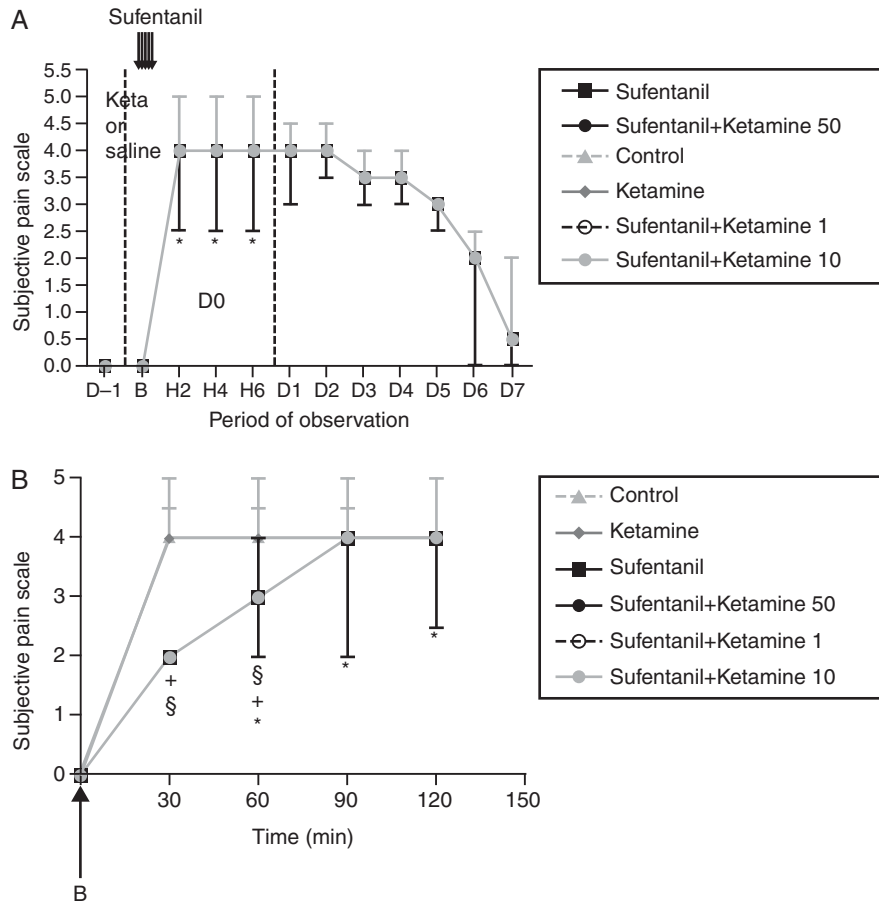 A
Sufentanil
5.5
5.0
4.5
4.0
3.5
3.0
2.5
2.0
1.5
1.0
0.5
0.0
Subjective pain scale
Keta
or
saline
* * *
D0
D–1 B H2 H4 H6 D1 D2 D3 D4 D5 D6 D7
Period of observation
Sufentanil
Sufentanil+Ketamine 50
Control
Ketamine
Sufentanil+Ketamine 1
Sufentanil+Ketamine 10
B
5
4
3
2
1
0
Subjective pain scale
+ §
§ + *
*
*
30 60 90 120 150
Time (min)
B
Control
Ketamine
Sufentanil
Sufentanil+Ketamine 50
Sufentanil+Ketamine 1
Sufentanil+Ketamine 10